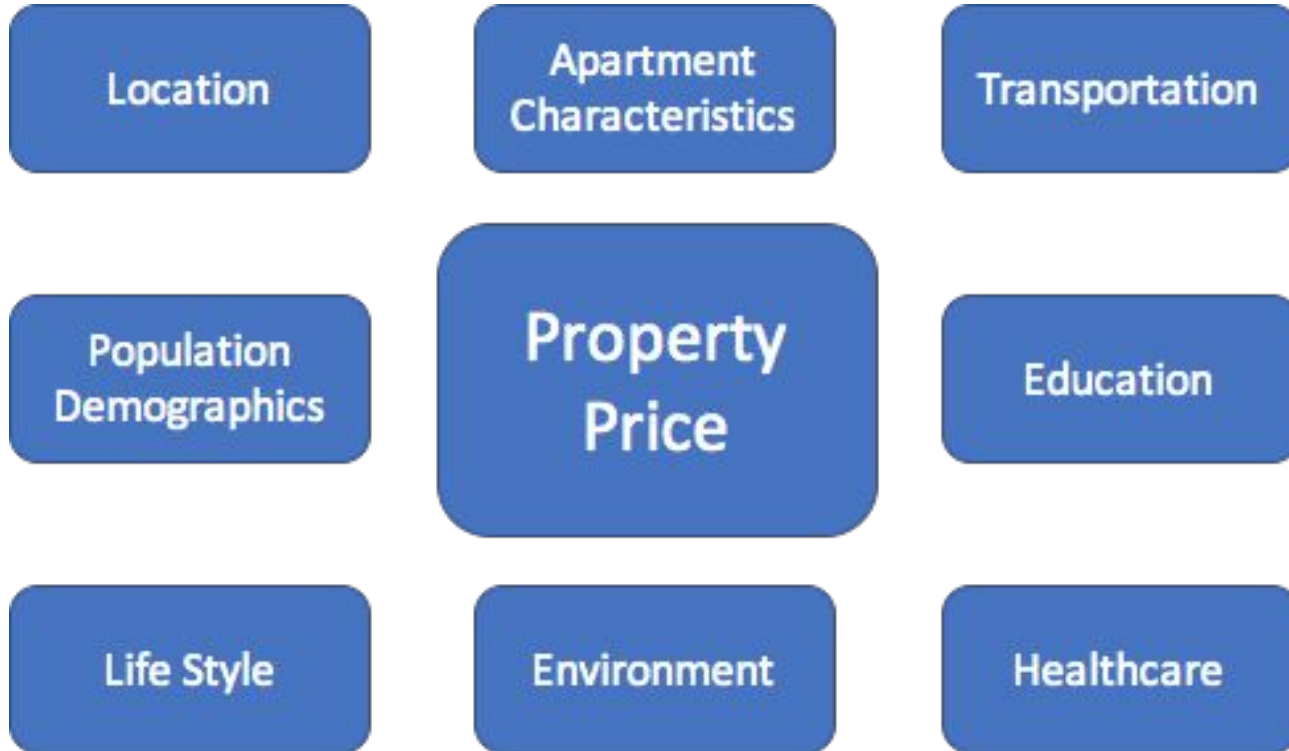 Location
Apartment
Characteristics
Transportation
Population
Demographics
Property
Price
Education
Life Style
Environment
Healthcare